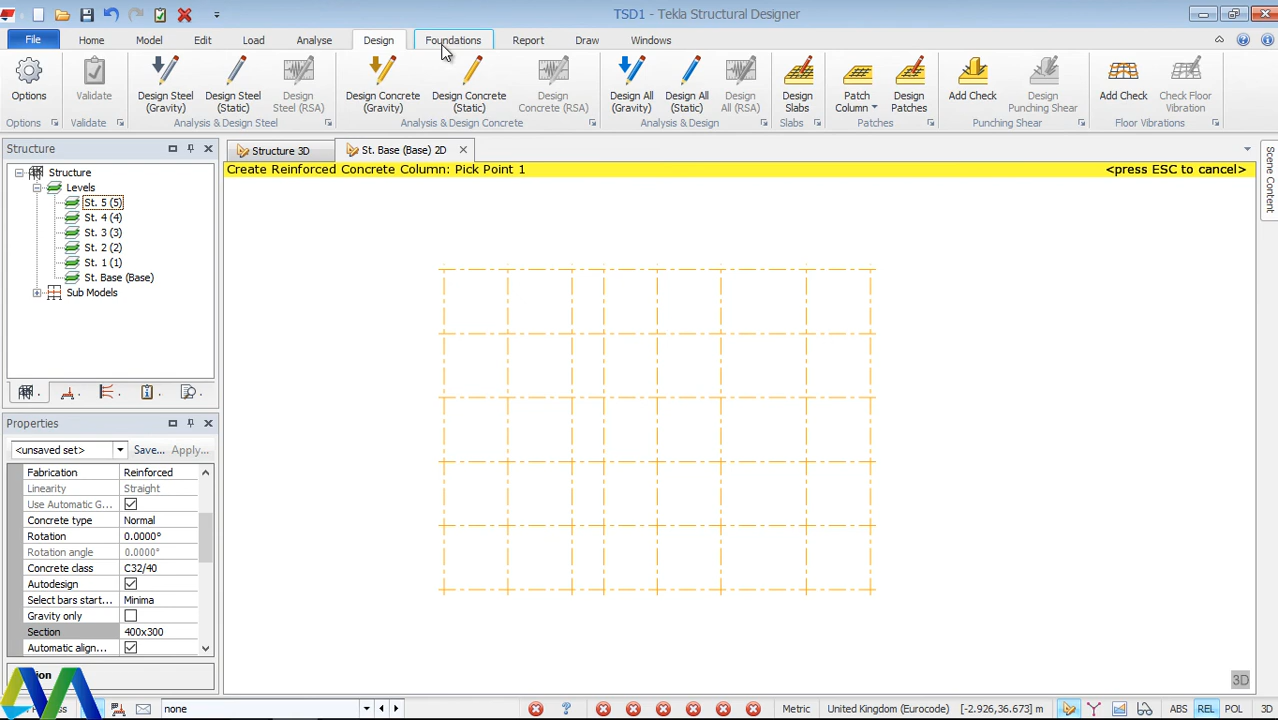 TSD1 - Tekla Structural Designer
File Home Model Edit Load Analyse Design Foundations Report Draw Windows
Options Validate Design Steel (Gravity) Design Steel (Static) Design Steel (RSA) Design Concrete (Gravity) Design Concrete (Static) Design Concrete (RSA) Design All (Gravity) Design All (Static) Design All (RSA) Design Slabs Patch Column Design Patches Add Check Design Punching Shear Add Check Check Floor Vibration
Options Validate Analysis & Design Steel Analysis & Design Concrete Analysis & Design Slabs Patches Punching Shear Floor Vibrations
Structure
Structure 3D St. Base (Base) 2D
Create Reinforced Concrete Column: Pick Point 1 <press ESC to cancel>
Scene Content
Structure
Levels
St. 5 (5)
St. 4 (4)
St. 3 (3)
St. 2 (2)
St. 1 (1)
St. Base (Base)
Sub Models
Properties
<unsaved set> Save... Apply...
Fabrication Reinforced
Linearity Straight
Use Automatic G...
Concrete type Normal
Rotation 0.0000°
Rotation angle 0.0000°
Concrete class C32/40
Autodesign
Select bars start... Minima
Gravity only
Section 400x300
Automatic align...
3D
none
Metric United Kingdom (Eurocode) [-2.926,36.673] m ABS REL POL 3D